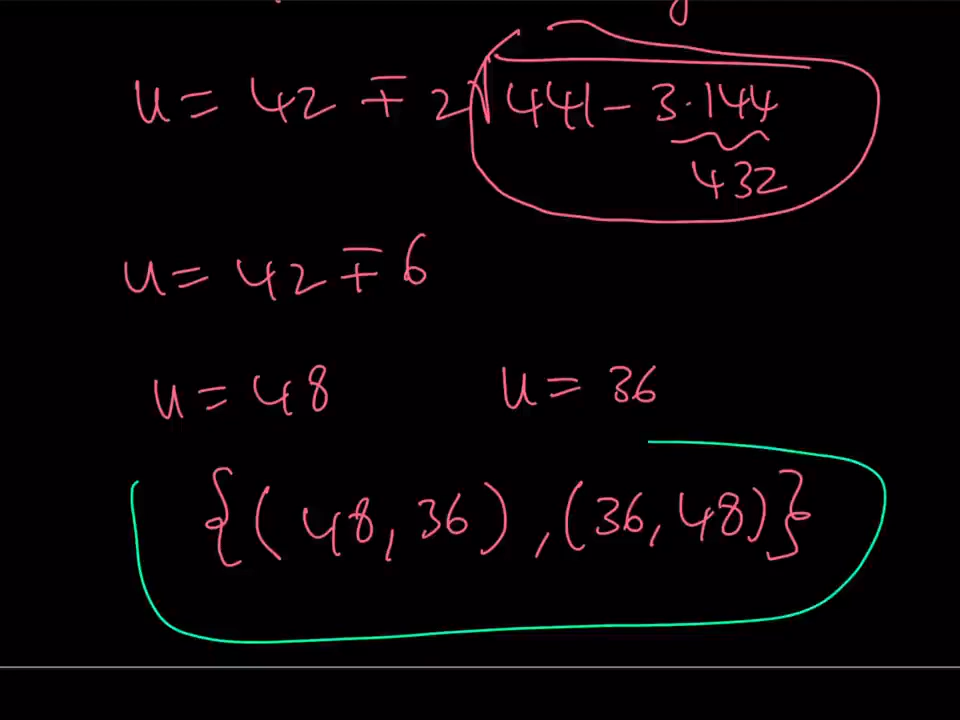 u = 42 ∓ 2√441 - 3·144
432
u = 42 ∓ 6
u = 48 u = 36
{(48,36),(36,48)}